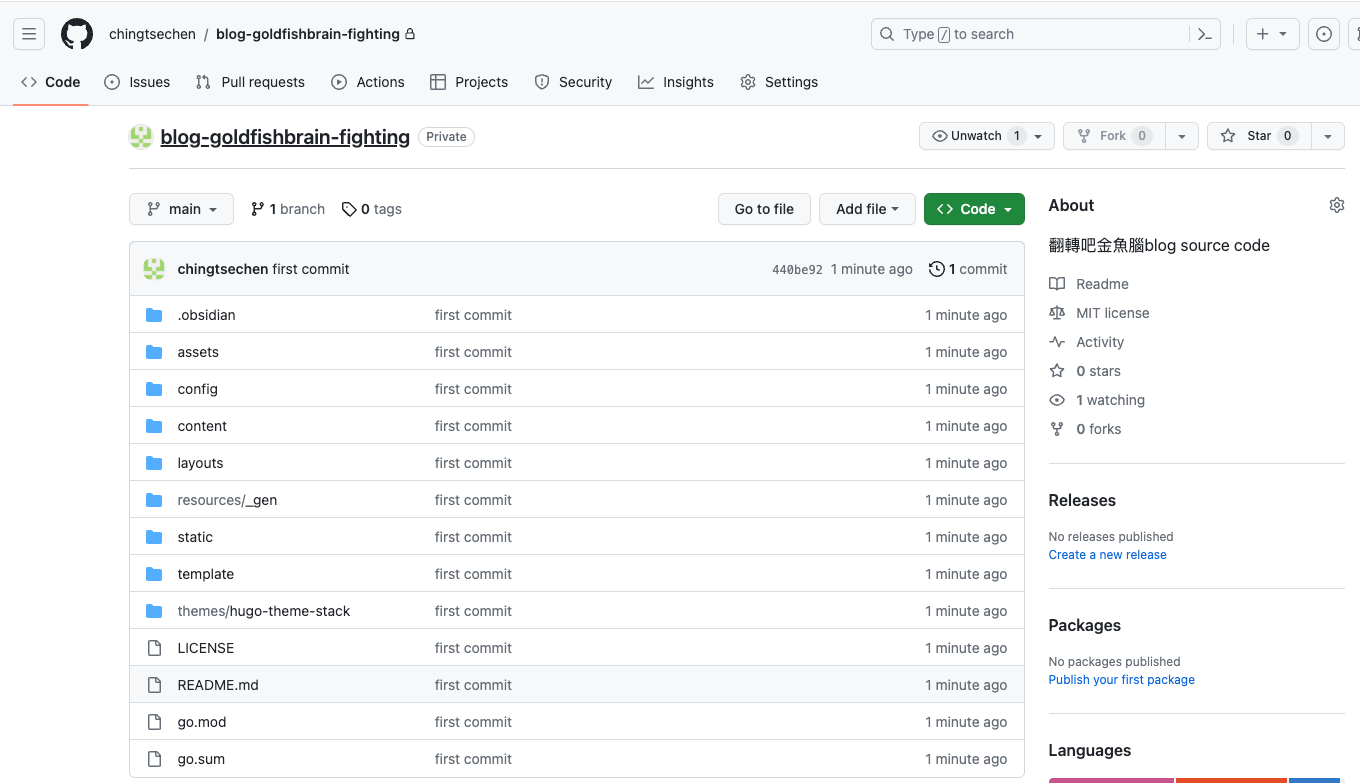 chingtsechen / blog-goldfishbrain-fighting
Type / to search
Code Issues Pull requests Actions Projects Security Insights Settings
blog-goldfishbrain-fighting Private
Unwatch 1 Fork 0 Star 0
main 1 branch 0 tags
Go to file Add file Code
chingtsechen first commit 440be92 1 minute ago 1 commit
.obsidian first commit 1 minute ago
assets first commit 1 minute ago
config first commit 1 minute ago
content first commit 1 minute ago
layouts first commit 1 minute ago
resources/_gen first commit 1 minute ago
static first commit 1 minute ago
template first commit 1 minute ago
themes/hugo-theme-stack first commit 1 minute ago
LICENSE first commit 1 minute ago
README.md first commit 1 minute ago
go.mod first commit 1 minute ago
go.sum first commit 1 minute ago
About
翻轉吧金魚腦blog source code
Readme
MIT license
Activity
0 stars
1 watching
0 forks
Releases
No releases published
Create a new release
Packages
No packages published
Publish your first package
Languages